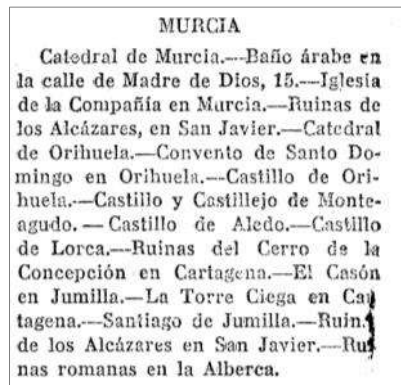 MURCIA
Catedral de Murcia.—Baño árabe en
la calle de Madre de Dios, 15.—Iglesia
de la Compañía en Murcia.—Ruinas de
los Alcázares, en San Javier.—Catedral
de Orihuela.—Convento de Santo Do-
mingo en Orihuela.—Castillo de Ori-
huela.—Castillo y Castillejo de Monte-
agudo. — Castillo de Aledo.—Castillo
de Lorca.—Ruinas del Cerro de la
Concepción en Cartagena.—El Casón
en Jumilla.—La Torre Ciega en Car
tagena.—Santiago de Jumilla.—Ruin
de los Alcázares en San Javier.—Rui
nas romanas en la Alberca.